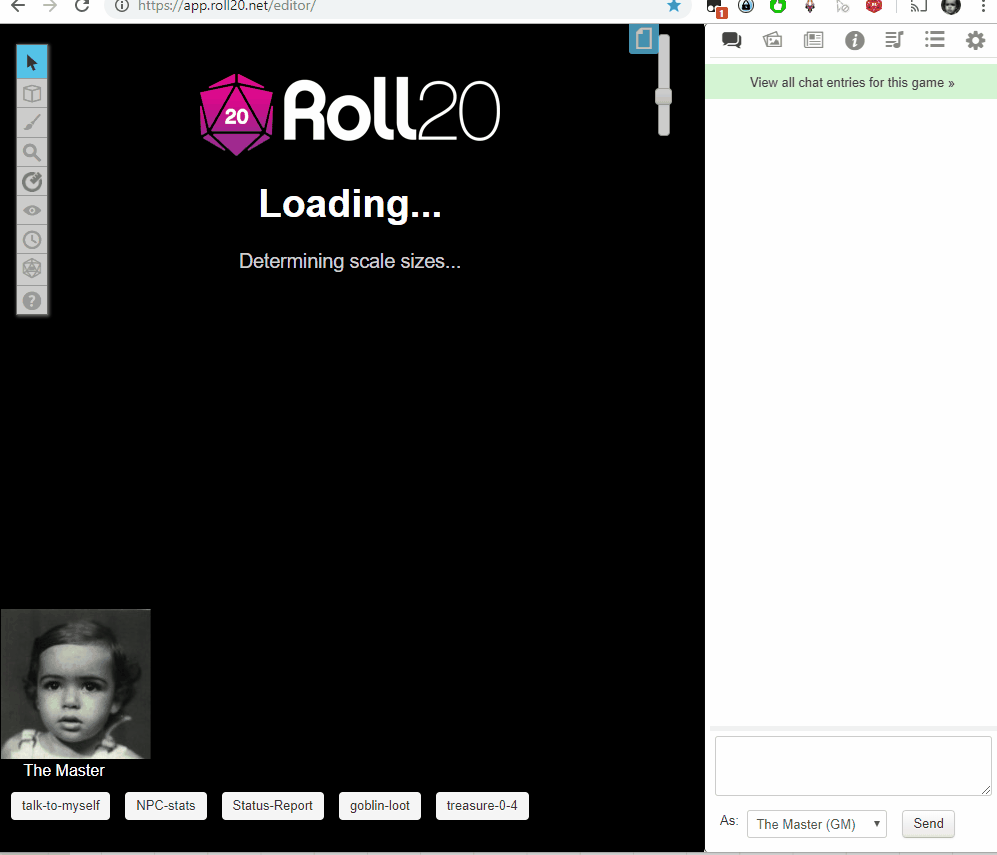 https://app.roll20.net/editor/
1
20
Roll20
Loading...
Determining scale sizes...
View all chat entries for this game »
The Master
talk-to-myself
NPC-stats
Status-Report
goblin-loot
treasure-0-4
As:
The Master (GM)
Send